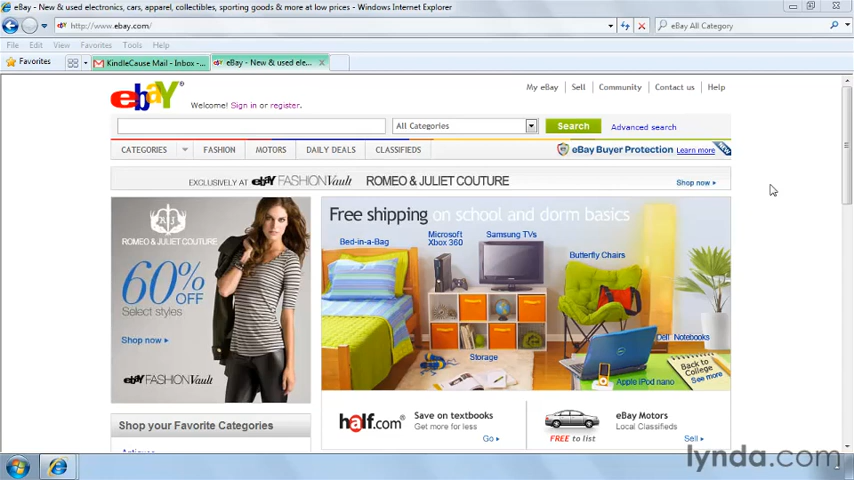 eBay - New & used electronics, cars, apparel, collectibles, sporting goods & more at low prices - Windows Internet Explorer
http://www.ebay.com/
eBay All Category
File Edit View Favorites Tools Help
Favorites
KindleCause Mail - Inbox -...
eBay - New & used ele...
ebay
My eBay | Sell | Community | Contact us | Help
Welcome! Sign in or register.
All Categories
Search
Advanced search
CATEGORIES FASHION MOTORS DAILY DEALS CLASSIFIEDS
eBay Buyer Protection Learn more
EXCLUSIVELY AT ebay FASHION Vault ROMEO & JULIET COUTURE
Shop now
ROMEO & JULIET COUTURE
60% OFF
Select styles
Shop now
ebay FASHION Vault
Free shipping on school and dorm basics
Bed-in-a-Bag
Microsoft Xbox 360
Samsung TVs
Butterfly Chairs
Storage
Dell Notebooks
Apple iPod nano
Back to College
See more
Shop your Favorite Categories
half.com
Save on textbooks
Get more for less
Go
FREE to list
eBay Motors
Local Classifieds
Sell
lynda.com